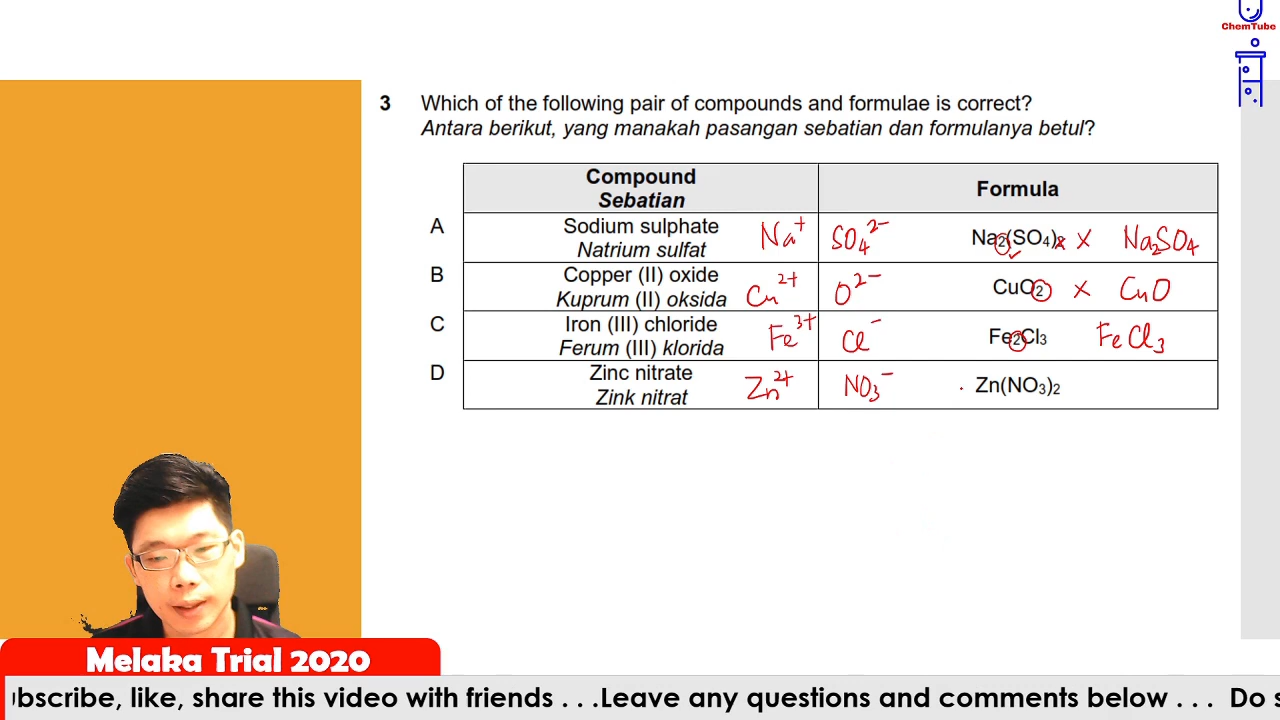 ChemTube
3 Which of the following pair of compounds and formulae is correct?
Antara berikut, yang manakah pasangan sebatian dan formulanya betul?
Compound
Sebatian
Formula
A
Sodium sulphate
Natrium sulfat
Na⁺ SO₄²⁻
Na₂(SO₄) × Na₂SO₄
B
Copper (II) oxide
Kuprum (II) oksida
Cu²⁺ O²⁻
CuO₂ × CuO
C
Iron (III) chloride
Ferum (III) klorida
Fe³⁺ Cl⁻
Fe₂Cl₃ FeCl₃
D
Zinc nitrate
Zink nitrat
Zn²⁺ NO₃⁻
Zn(NO₃)₂
Melaka Trial 2020
ubscribe, like, share this video with friends . . .Leave any questions and comments below . . . Do s